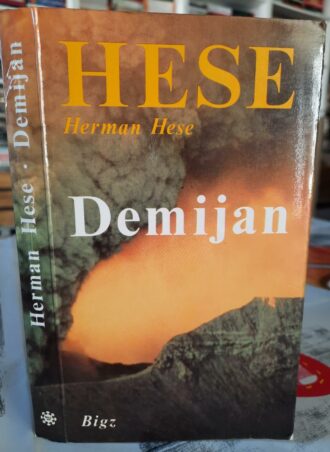 HESE
Herman Hese
Demijan
Bigz
Herman Hese · Demijan